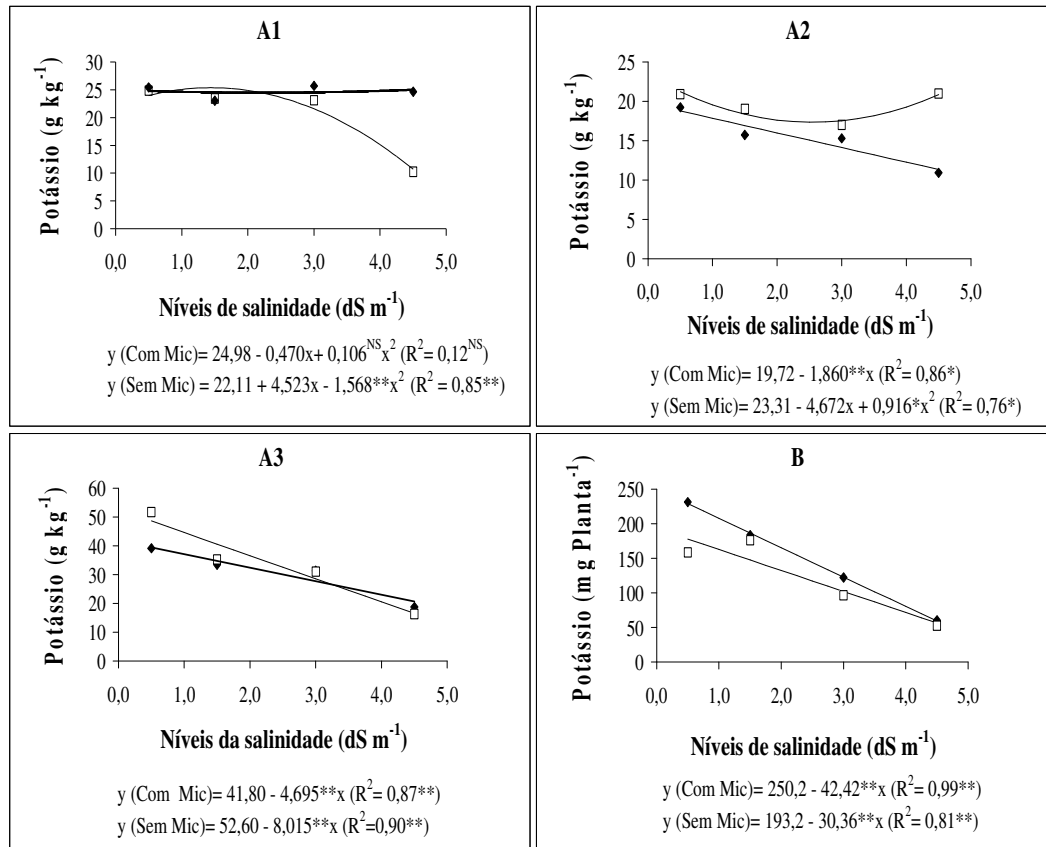 A1
Potássio (g kg⁻¹)
30
25
20
15
10
5
0
0,0 1,0 2,0 3,0 4,0 5,0
Níveis de salinidade (dS m⁻¹)
y (Com Mic)= 24,98 - 0,470x+ 0,106ᴺˢx² (R²= 0,12ᴺˢ)
y (Sem Mic)= 22,11 + 4,523x - 1,568**x² (R² = 0,85**)
A2
Potássio (g kg⁻¹)
25
20
15
10
5
0
0,0 1,0 2,0 3,0 4,0 5,0
Níveis de salinidade (dS m⁻¹)
y (Com Mic)= 19,72 - 1,860**x (R²= 0,86*)
y (Sem Mic)= 23,31 - 4,672x + 0,916*x² (R²= 0,76*)
A3
Potássio (g kg⁻¹)
60
50
40
30
20
10
0
0,0 1,0 2,0 3,0 4,0 5,0
Níveis da salinidade (dS m⁻¹)
y (Com Mic)= 41,80 - 4,695**x (R²= 0,87**)
y (Sem Mic)= 52,60 - 8,015**x (R²=0,90**)
B
Potássio (mg Planta⁻¹)
250
200
150
100
50
0
0,0 1,0 2,0 3,0 4,0 5,0
Níveis de salinidade (dS m⁻¹)
y (Com Mic)= 250,2 - 42,42**x (R²= 0,99**)
y (Sem Mic)= 193,2 - 30,36**x (R²= 0,81**)